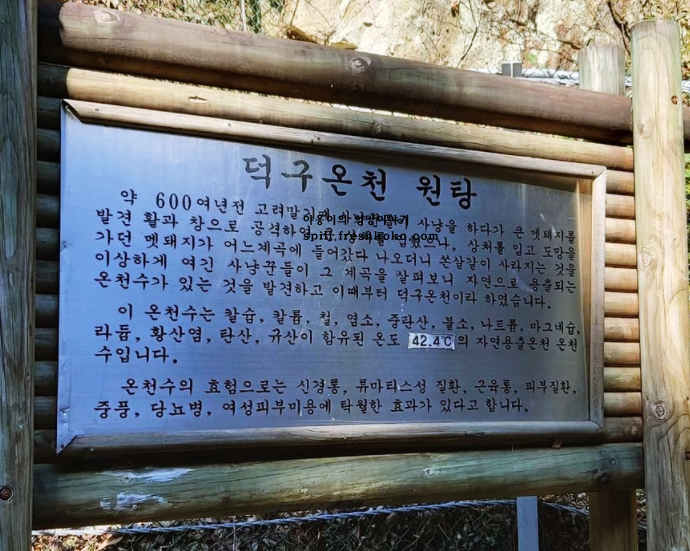 덕구온천 원탕
약 600여년전 고려말기에 사냥을 하다가 큰 멧돼지를
발견 활과 창으로 공격하였으나, 상처를 입고 도망을
가던 멧돼지가 어느계곡에 들어갔다 나오더니 쏜살같이 사라지는 것을
이상하게 여긴 사냥꾼들이 그 계곡을 살펴보니 자연으로 용출되는
온천수가 있는 것을 발견하고 이때부터 덕구온천이라 하였습니다.
이 온천수는 칼슘, 칼륨, 철, 염소, 중탄산, 불소, 나트륨, 마그네슘,
라듐, 황산염, 탄산, 규산이 함유된 온도 42.4℃의 자연용출온천 온천
수입니다.
온천수의 효험으로는 신경통, 류마티스성 질환, 근육통, 피부질환,
중풍, 당뇨병, 여성피부미용에 탁월한 효과가 있다고 합니다.